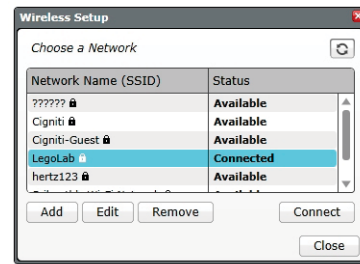 Wireless Setup
Choose a Network
Network Name (SSID) Status
?????? Available
Cigniti Available
Cigniti-Guest Available
LegoLab Connected
hertz123 Available
Add Edit Remove Connect
Close